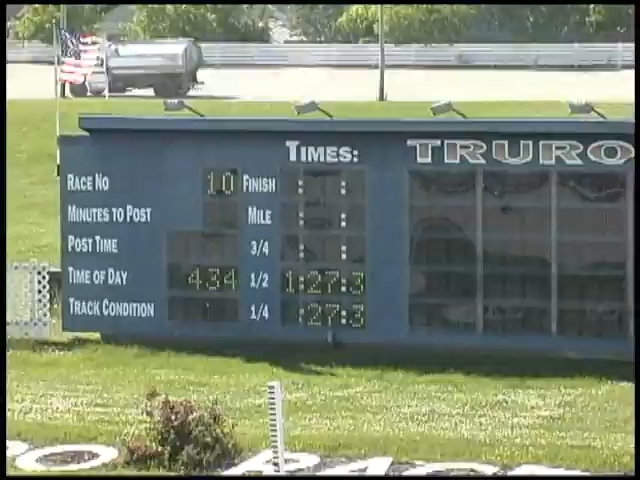 TIMES: TRURO
RACE NO 10 FINISH : :
MINUTES TO POST MILE : :
POST TIME 3/4 : :
TIME OF DAY 434 1/2 1:27:3
TRACK CONDITION 1/4 :27:3